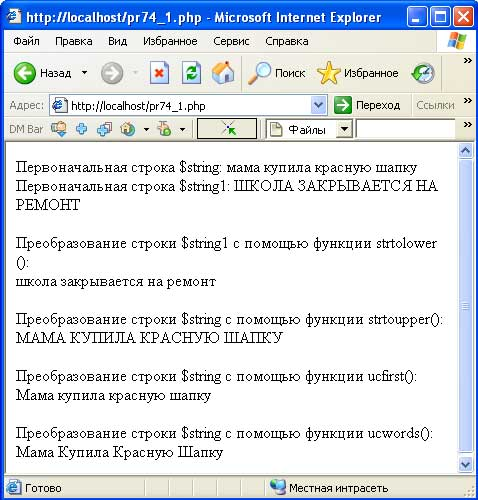 http://localhost/pr74_1.php - Microsoft Internet Explorer
Файл Правка Вид Избранное Сервис Справка
Назад Поиск Избранное »
Адрес: http://localhost/pr74_1.php Переход Ссылки »
DM Bar Файлы »
Первоначальная строка $string: мама купила красную шапку
Первоначальная строка $string1: ШКОЛА ЗАКРЫВАЕТСЯ НА
РЕМОНТ
Преобразование строки $string1 с помощью функции strtolower
():
школа закрывается на ремонт
Преобразование строки $string с помощью функции strtoupper():
МАМА КУПИЛА КРАСНУЮ ШАПКУ
Преобразование строки $string с помощью функции ucfirst():
Мама купила красную шапку
Преобразование строки $string с помощью функции ucwords():
Мама Купила Красную Шапку
Готово Местная интрасеть